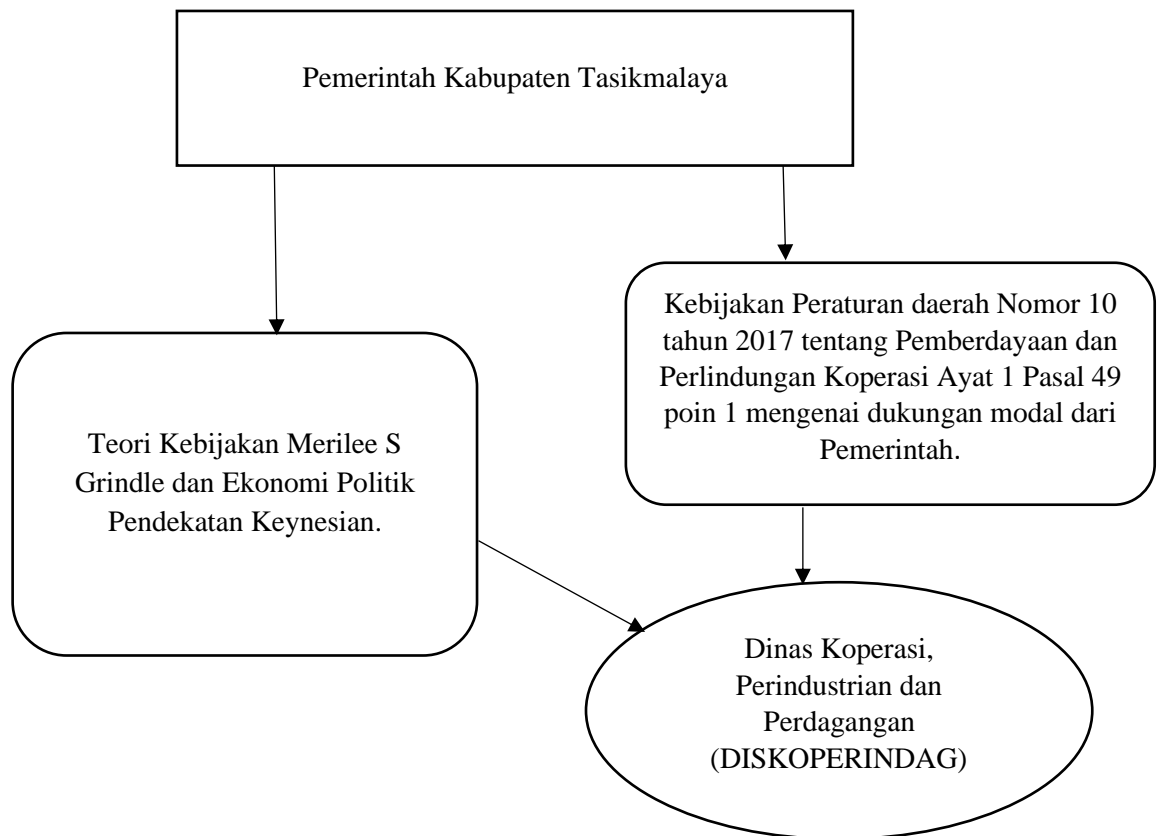 Pemerintah Kabupaten Tasikmalaya
Kebijakan Peraturan daerah Nomor 10
tahun 2017 tentang Pemberdayaan dan
Perlindungan Koperasi Ayat 1 Pasal 49
poin 1 mengenai dukungan modal dari
Pemerintah.
Teori Kebijakan Merilee S
Grindle dan Ekonomi Politik
Pendekatan Keynesian.
Dinas Koperasi,
Perindustrian dan
Perdagangan
(DISKOPERINDAG)